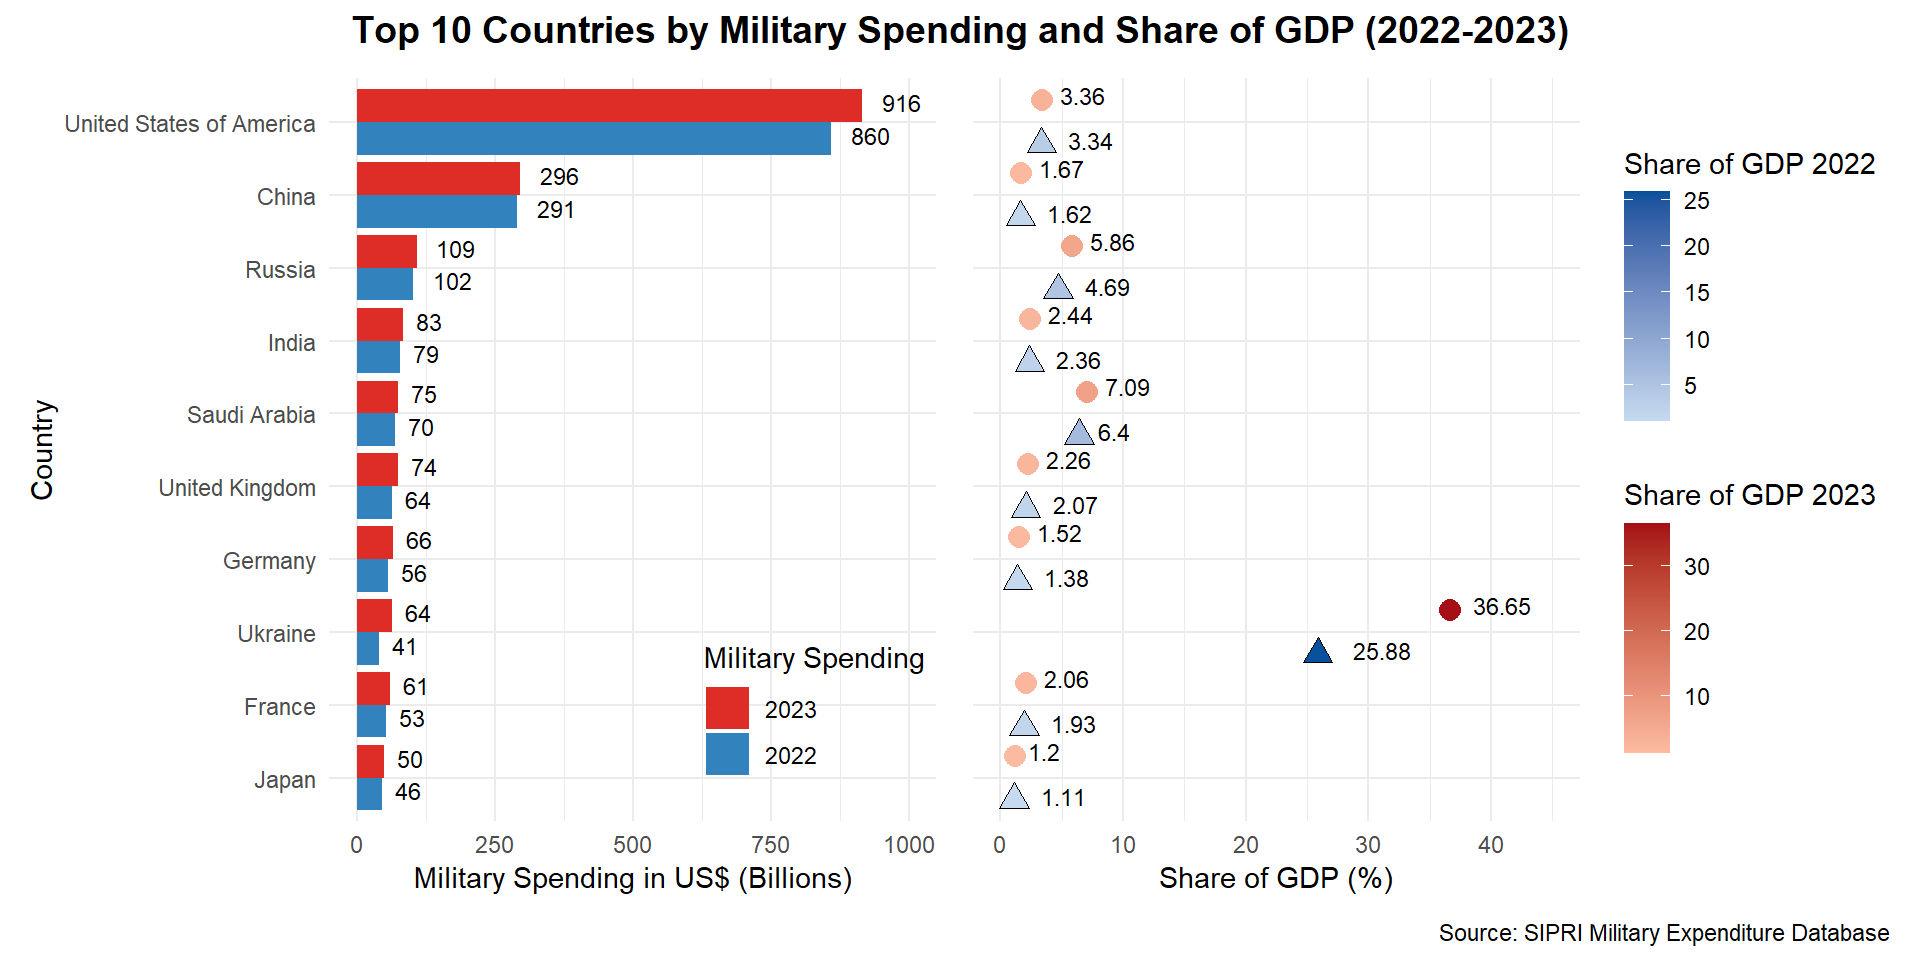 Top 10 Countries by Military Spending and Share of GDP (2022-2023)
Country
United States of America
China
Russia
India
Saudi Arabia
United Kingdom
Germany
Ukraine
France
Japan
916
860
296
291
109
102
83
79
75
70
74
64
66
56
64
41
61
53
50
46
Military Spending
2023
2022
0 250 500 750 1000
Military Spending in US$ (Billions)
3.36
3.34
1.67
1.62
5.86
4.69
2.44
2.36
7.09
6.4
2.26
2.07
1.52
1.38
36.65
25.88
2.06
1.93
1.2
1.11
0 10 20 30 40
Share of GDP (%)
Share of GDP 2022
25
20
15
10
5
Share of GDP 2023
30
20
10
Source: SIPRI Military Expenditure Database